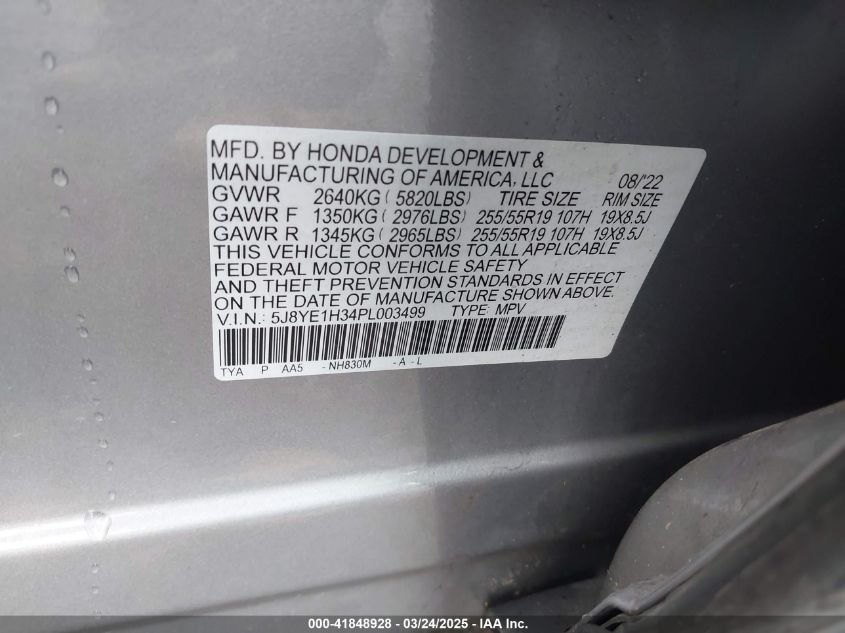 MFD. BY HONDA DEVELOPMENT &
MANUFACTURING OF AMERICA, LLC 08/'22
GVWR 2640KG ( 5820LBS) TIRE SIZE RIM SIZE
GAWR F 1350KG ( 2976LBS) 255/55R19 107H 19X8.5J
GAWR R 1345KG ( 2965LBS) 255/55R19 107H 19X8.5J
THIS VEHICLE CONFORMS TO ALL APPLICABLE
FEDERAL MOTOR VEHICLE SAFETY
AND THEFT PREVENTION STANDARDS IN EFFECT
ON THE DATE OF MANUFACTURE SHOWN ABOVE.
V.I.N.: 5J8YE1H34PL003499 TYPE: MPV
TYA P AA5 - NH830M - A - L
000-41848928 - 03/24/2025 - IAA Inc.